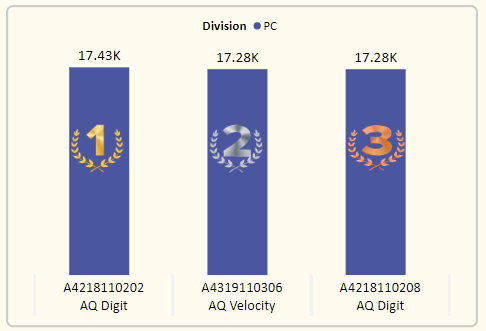 Division PC
17.43K 17.28K 17.28K
1 2 3
A4218110202 A4319110306 A4218110208
AQ Digit AQ Velocity AQ Digit